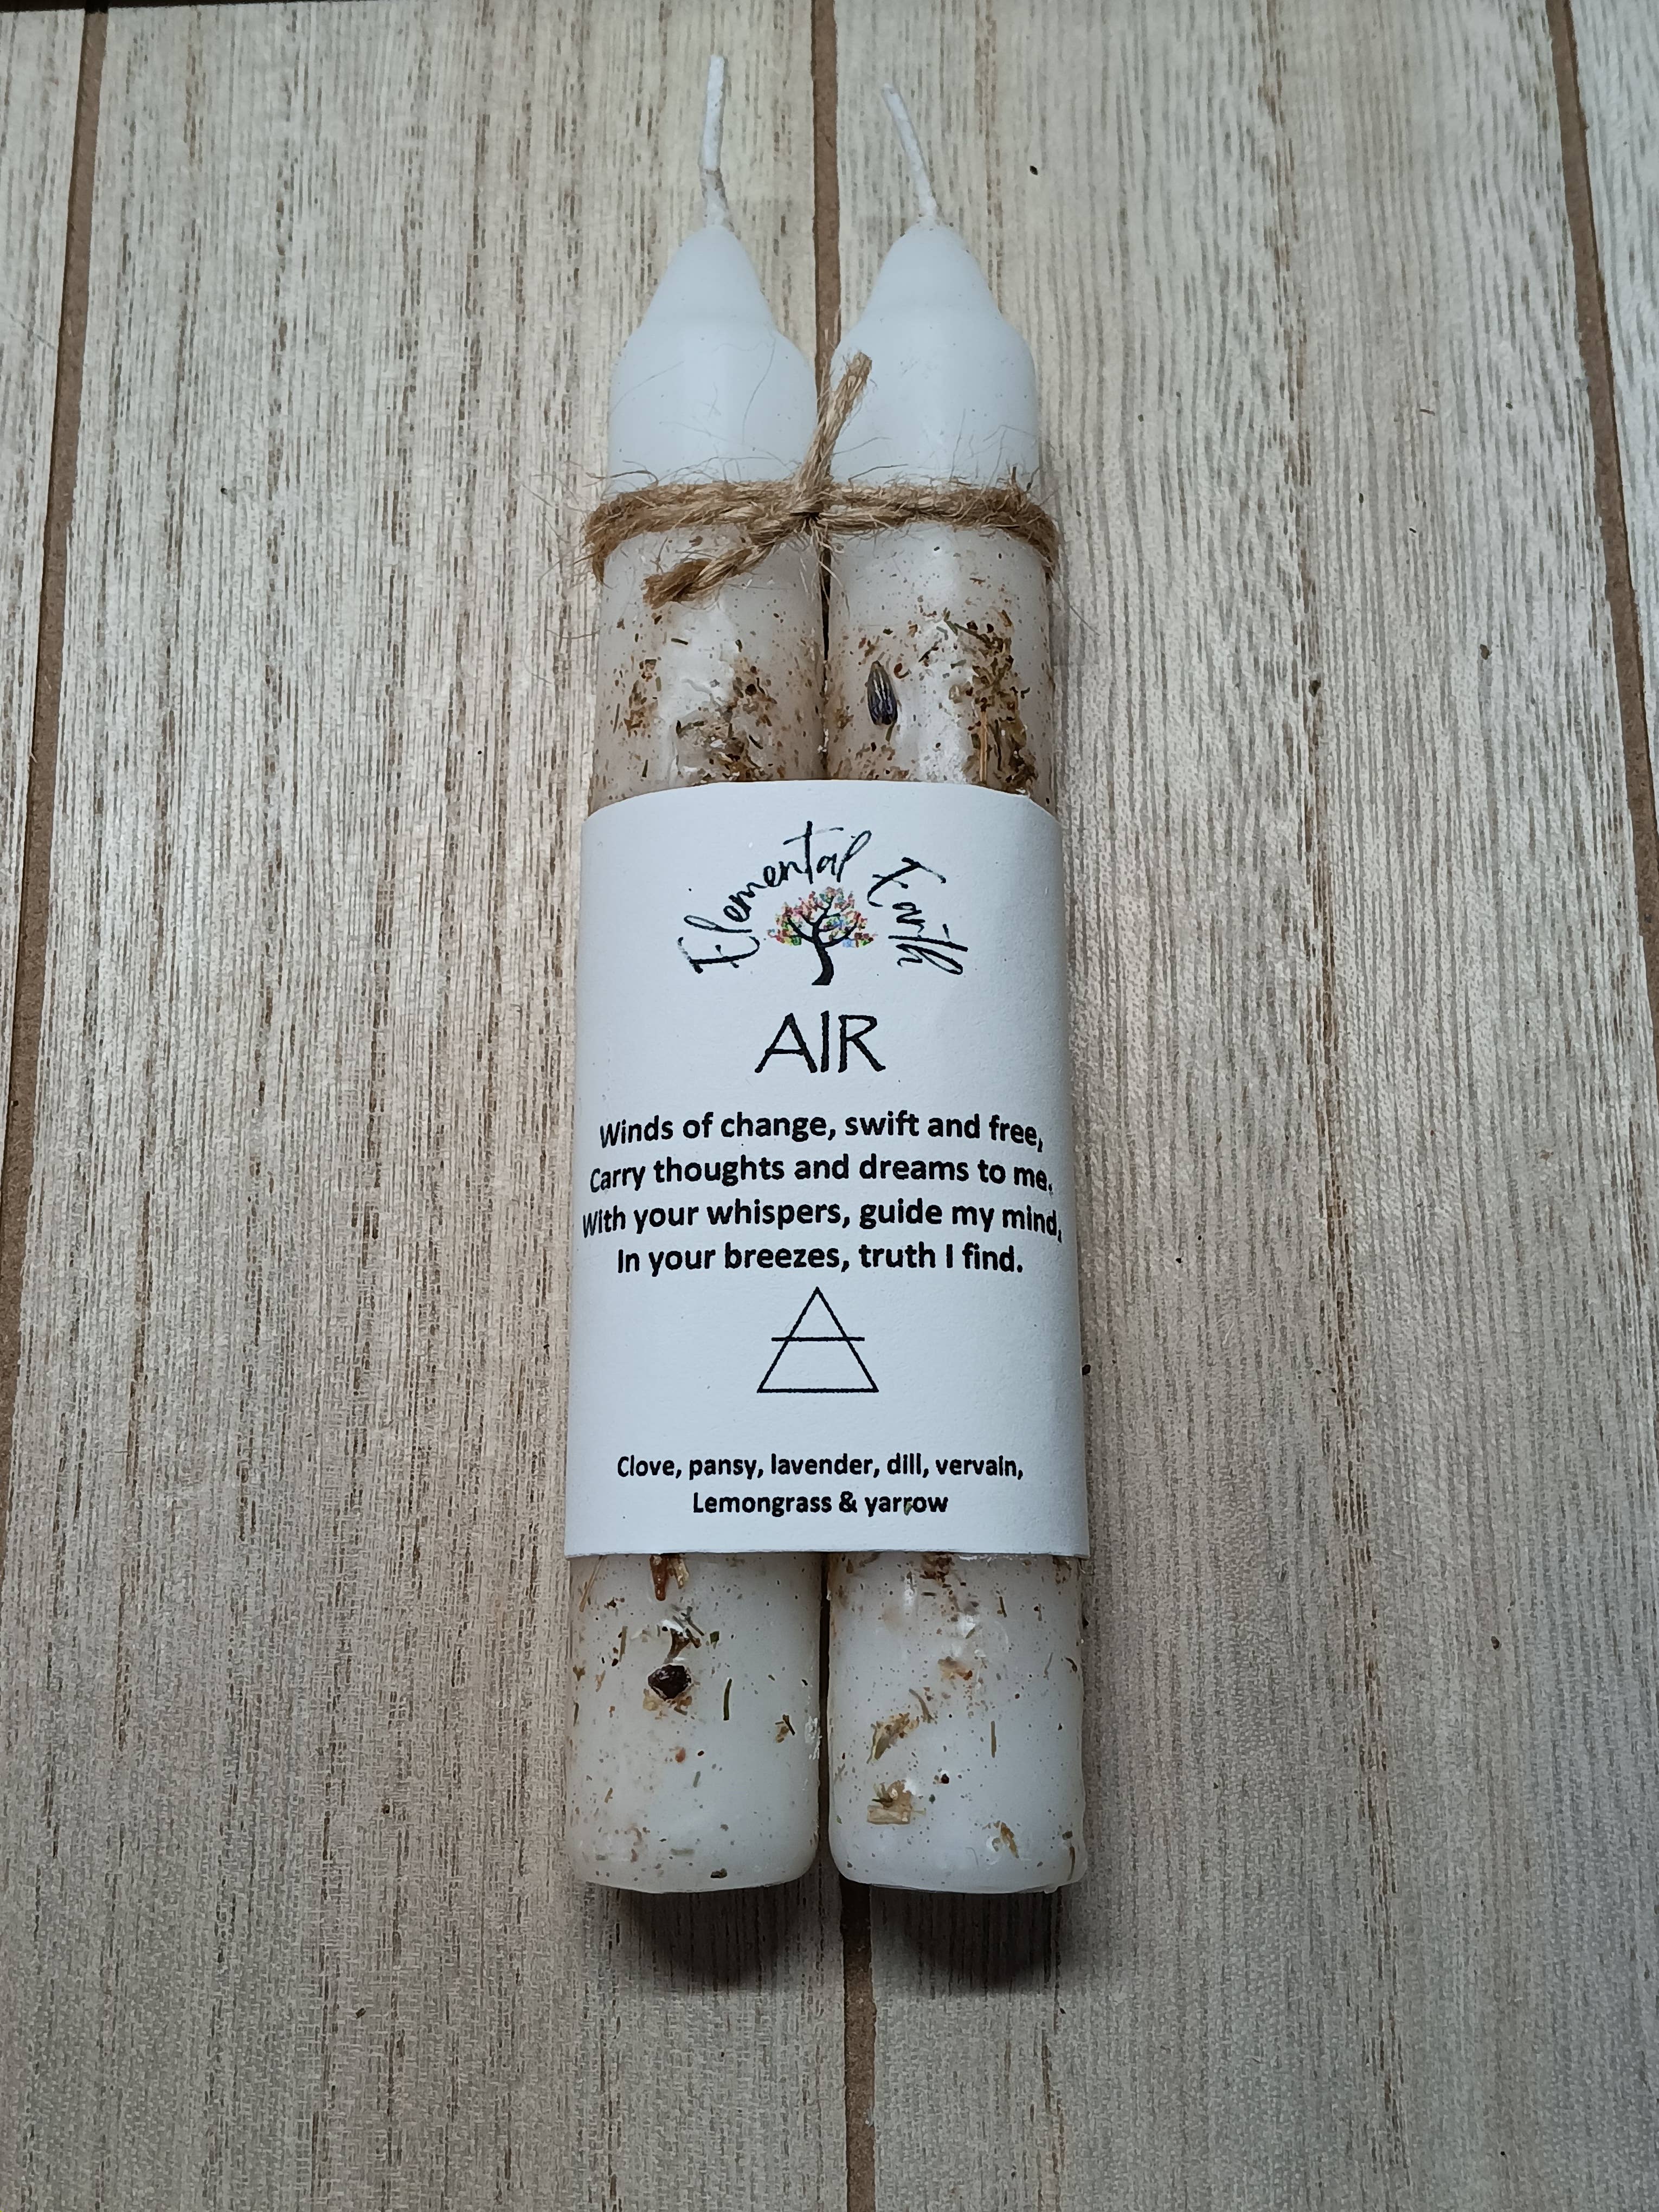 Elemental Earth
AIR
Winds of change, swift and free,
Carry thoughts and dreams to me.
With your whispers, guide my mind,
In your breezes, truth I find.
Clove, pansy, lavender, dill, vervain,
Lemongrass & yarrow